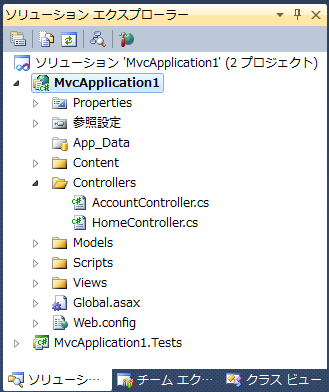 ソリューション エクスプローラー
ソリューション 'MvcApplication1' (2 プロジェクト)
MvcApplication1
Properties
参照設定
App_Data
Content
Controllers
AccountController.cs
HomeController.cs
Models
Scripts
Views
Global.asax
Web.config
MvcApplication1.Tests
ソリューシ… チーム エク… クラス ビュー